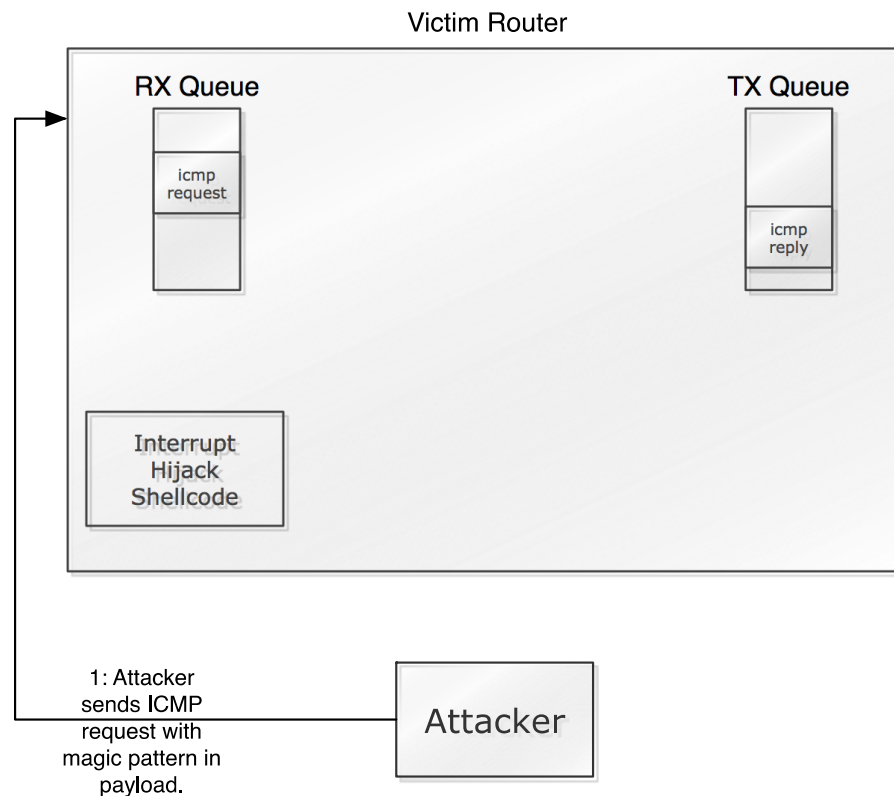 Victim Router
RX Queue
TX Queue
icmp
request
icmp
reply
Interrupt
Hijack
Shellcode
1: Attacker
sends ICMP
request with
magic pattern in
payload.
Attacker